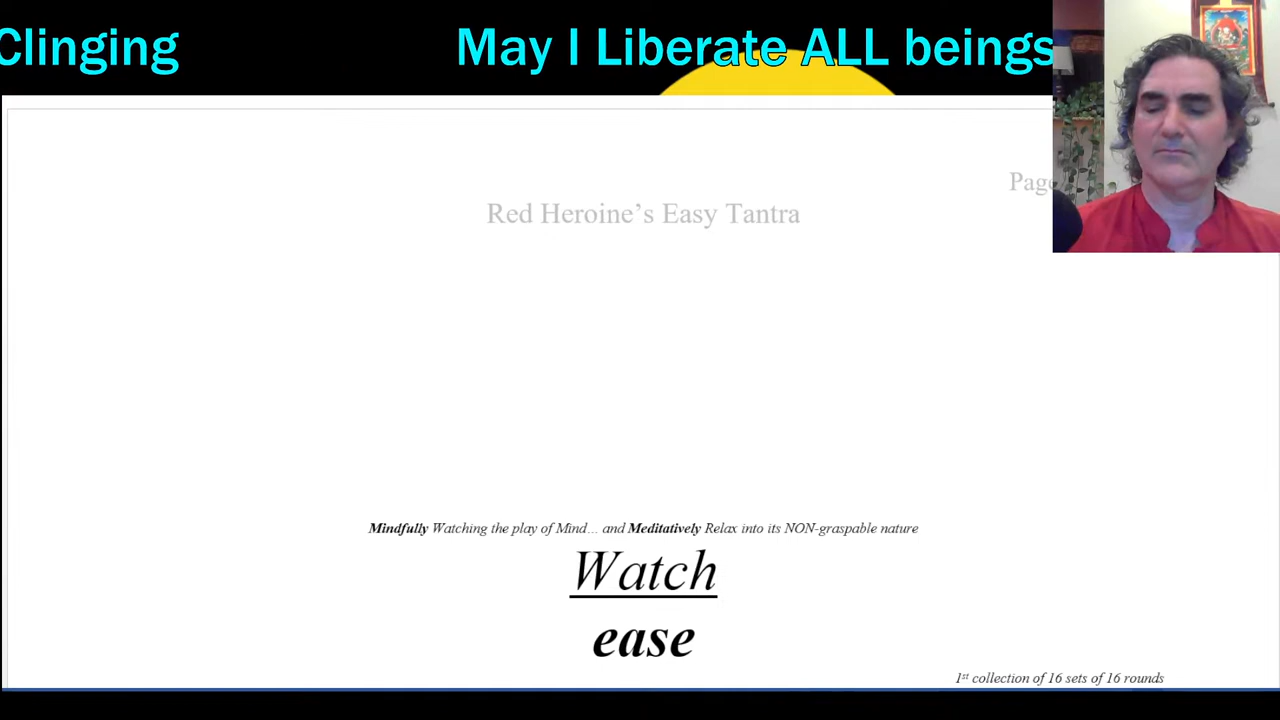 Clinging May I Liberate ALL beings
Page
Red Heroine's Easy Tantra
Mindfully Watching the play of Mind... and Meditatively Relax into its NON-graspable nature
Watch
ease
1st collection of 16 sets of 16 rounds